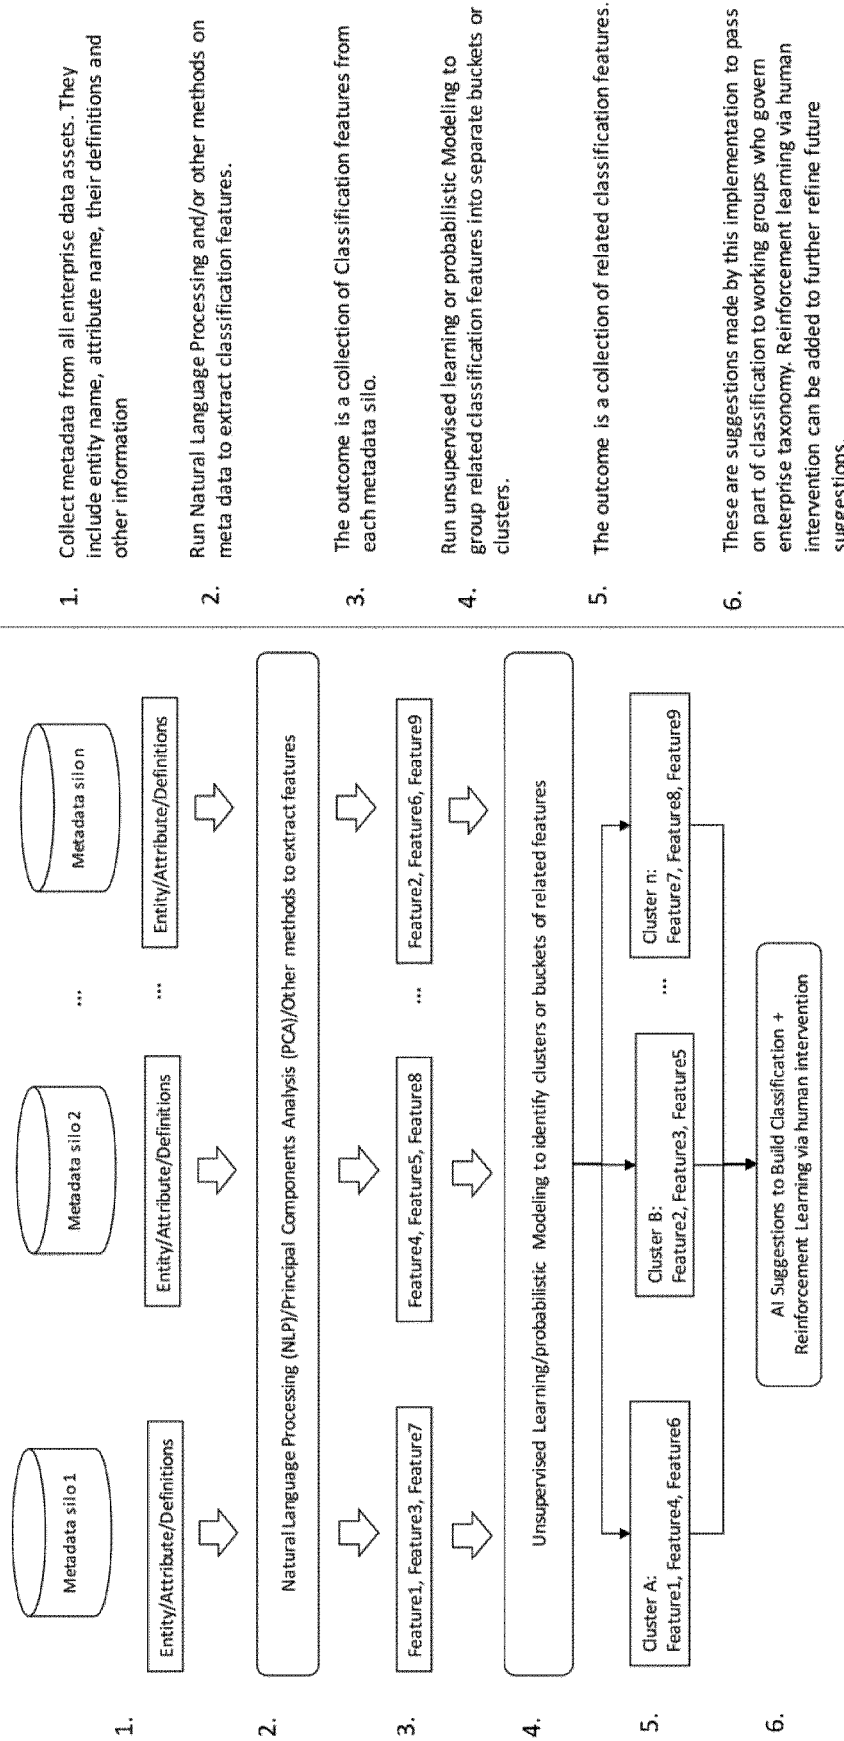 Metadata silo1
Metadata silo2
...
Metadata silon
1.
Entity/Attribute/Definitions
Entity/Attribute/Definitions
...
Entity/Attribute/Definitions
2.
Natural Language Processing (NLP)/Principal Components Analysis (PCA)/Other methods to extract features
3.
Feature1, Feature3, Feature7
Feature4, Feature5, Feature8
...
Feature2, Feature6, Feature9
4.
Unsupervised Learning/probabilistic Modeling to identify clusters or buckets of related features
5.
Cluster A:
Feature1, Feature4, Feature6
Cluster B:
Feature2, Feature3, Feature5
...
Cluster n:
Feature7, Feature8, Feature9
6.
AI Suggestions to Build Classification +
Reinforcement Learning via human intervention
1.
Collect metadata from all enterprise data assets. They
include entity name, attribute name, their definitions and
other information
2.
Run Natural Language Processing and/or other methods on
meta data to extract classification features.
3.
The outcome is a collection of Classification features from
each metadata silo.
4.
Run unsupervised learning or probabilistic Modeling to
group related classification features into separate buckets or
clusters.
5.
The outcome is a collection of related classification features.
6.
These are suggestions made by this implementation to pass
on part of classification to working groups who govern
enterprise taxonomy. Reinforcement learning via human
intervention can be added to further refine future
suggestions.